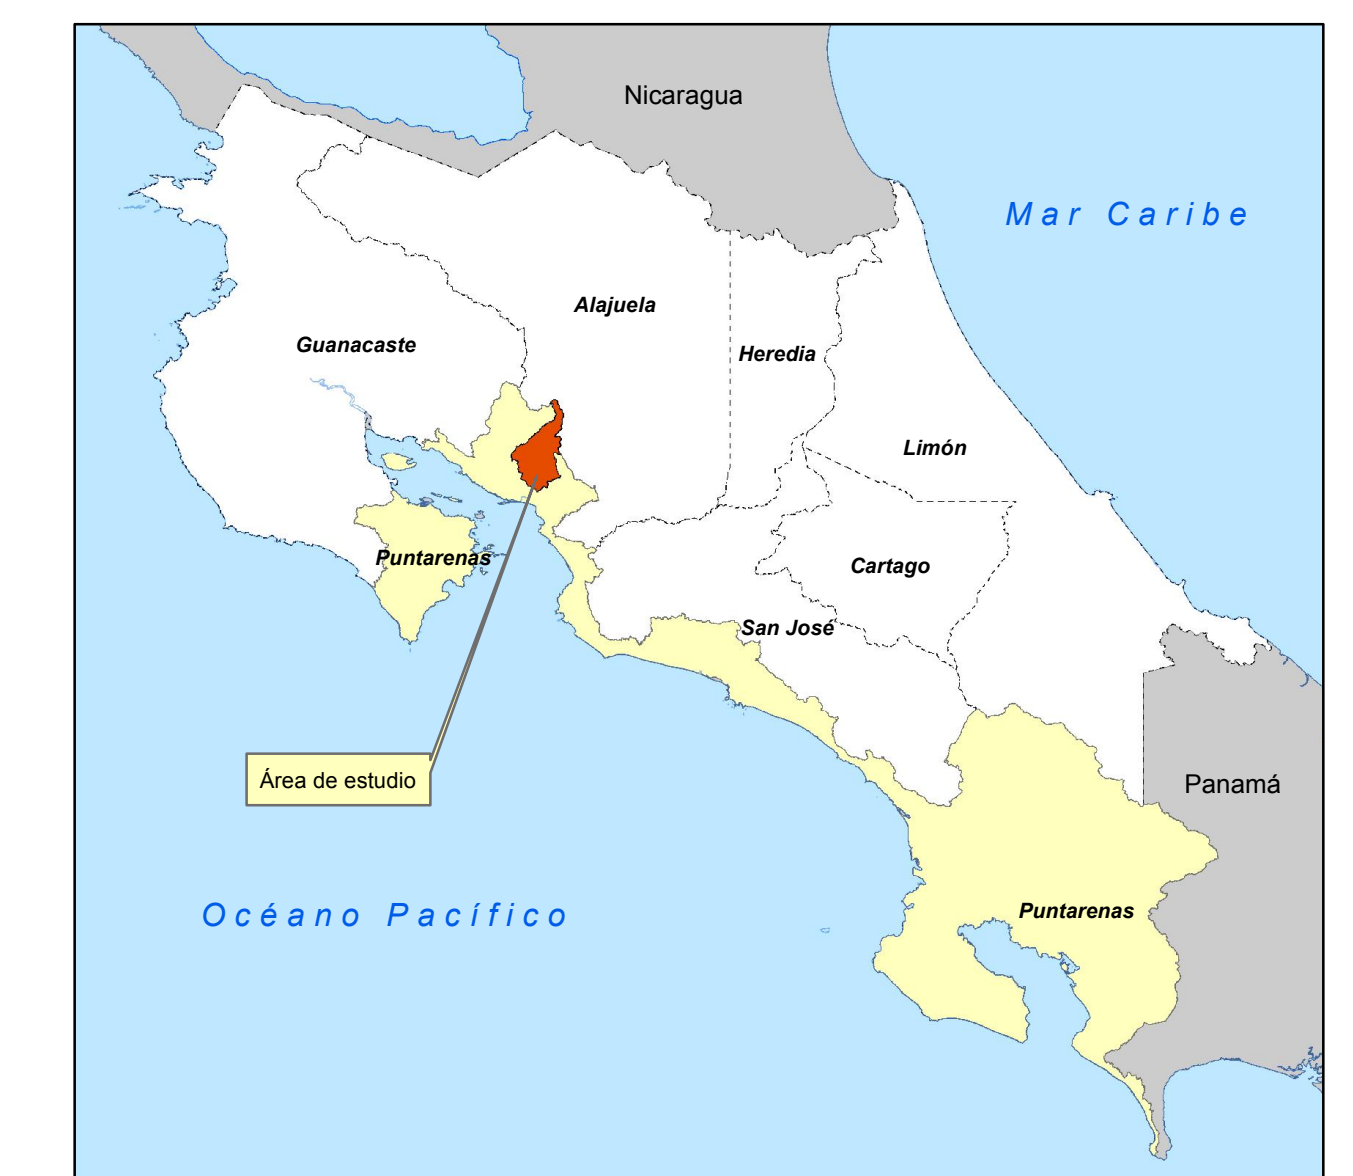 Nicaragua
Mar Caribe
Alajuela
Guanacaste
Heredia
Limón
Puntarenas
Cartago
San José
Área de estudio
Panamá
Océano Pacífico
Puntarenas